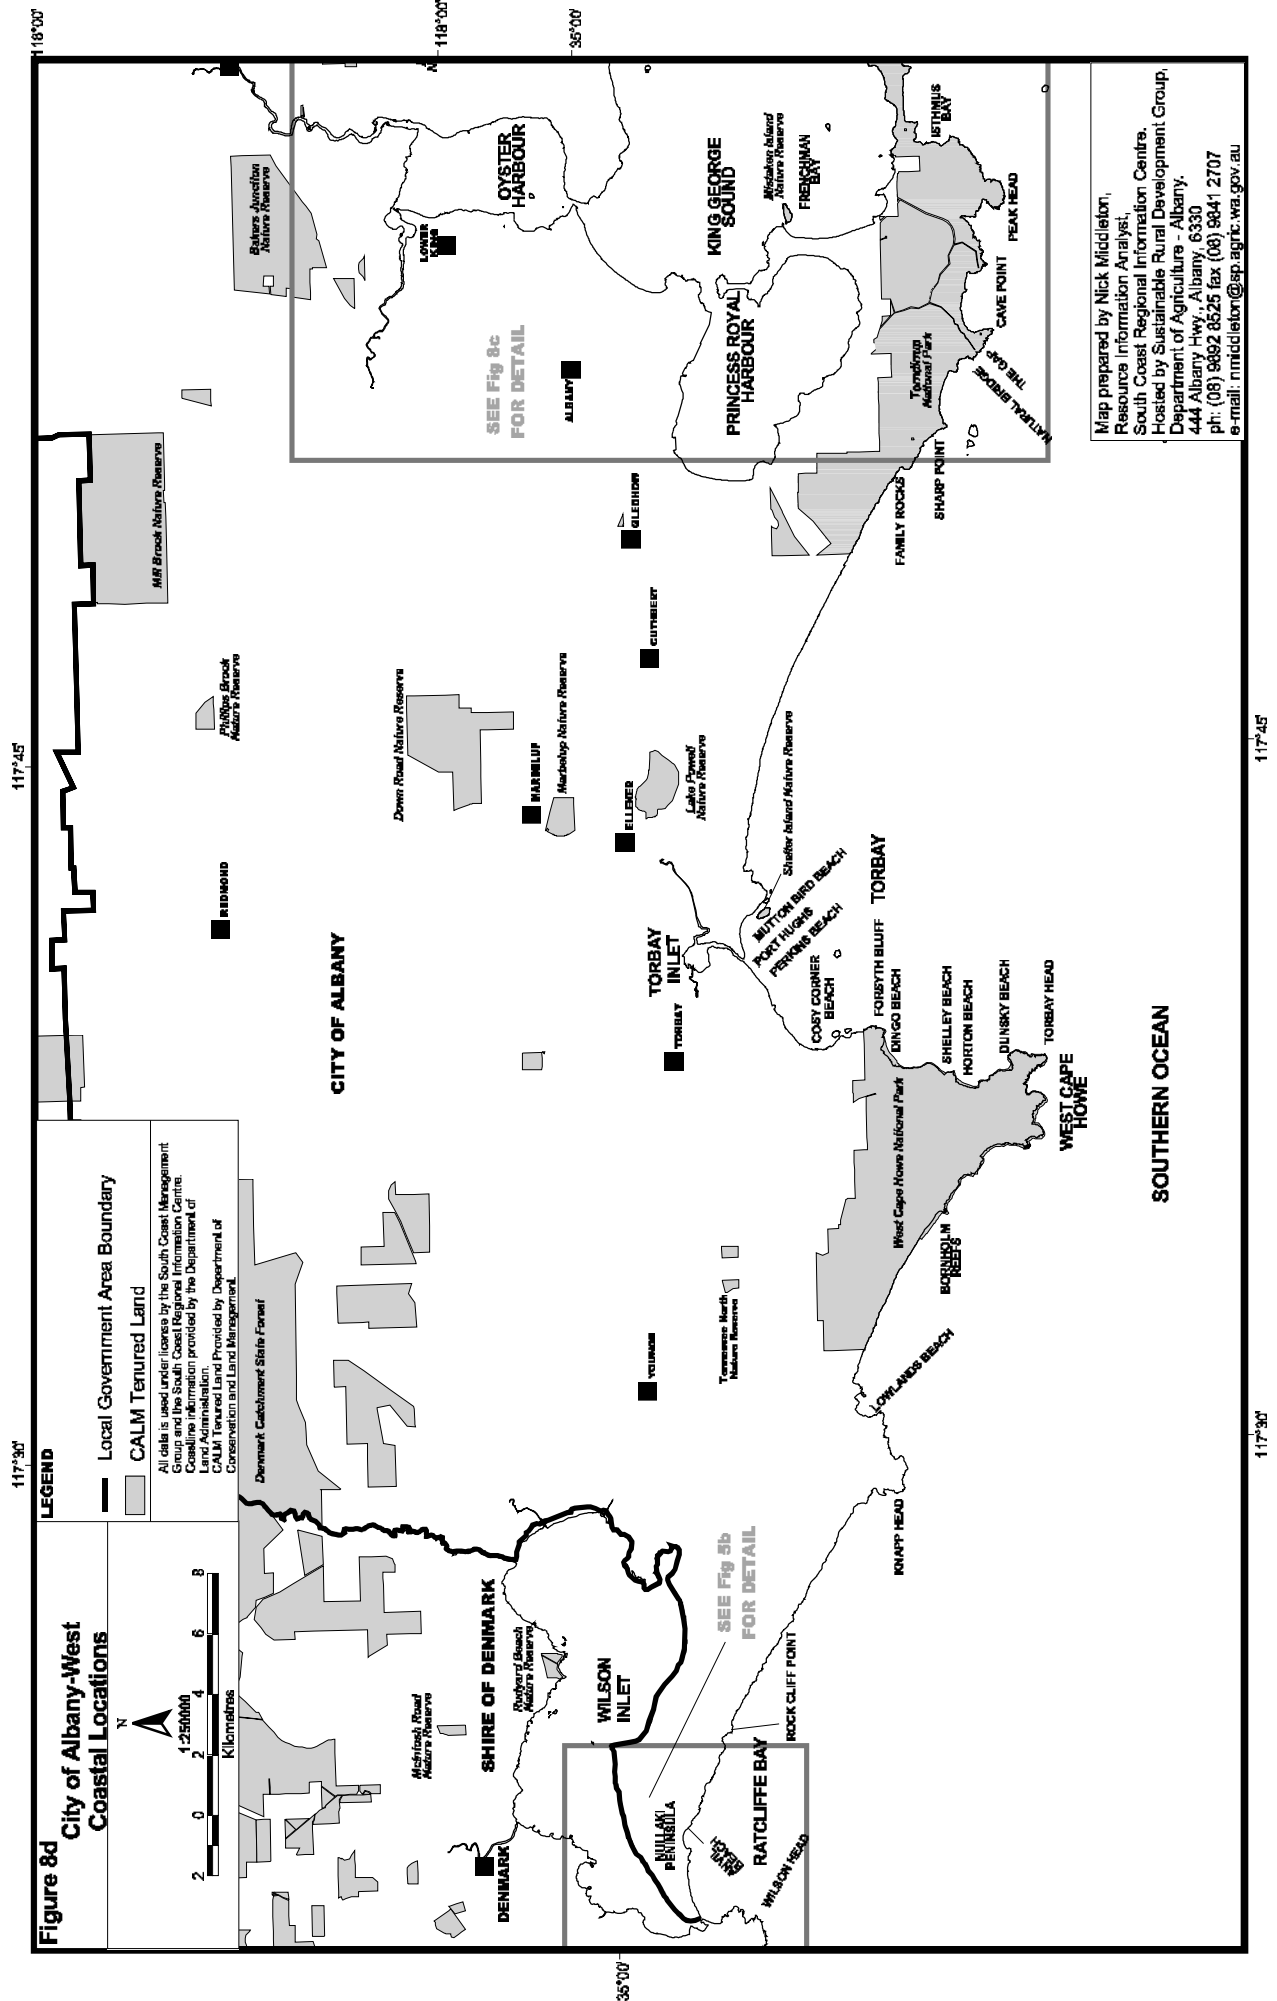 Figure 8d
City of Albany-West
Coastal Locations
N
1:250000
2 0 2 4 6 8
Kilometres
LEGEND
Local Government Area Boundary
CALM Tenured Land
All data is used under license by the South Coast Management
Group and the South Coast Regional Information Centre.
Coastline information provided by the Department of
Land Administration.
CALM Tenured Land Provided by Department of
Conservation and Land Management.
117°30'
117°45'
118°00'
118°00'
35°00'
35°00'
117°30'
117°45'
Denmark Catchment State Forest
REDMOND
Phillips Brook
Nature Reserve
Mill Brook Nature Reserve
Bakers Junction
Nature Reserve
CITY OF ALBANY
Down Road Nature Reserve
MARBELUP
Marbelup Nature Reserve
SEE Fig 8c
FOR DETAIL
LOWER
KING
OYSTER
HARBOUR
ALBANY
McIntosh Road
Nature Reserve
SHIRE OF DENMARK
Rudyard Beach
Nature Reserve
DENMARK
WILSON
INLET
YOUNGS
TORBAY
TORBAY
INLET
ELLEKER
Lake Powell
Nature Reserve
CUTHBERT
GLEDHOW
PRINCESS ROYAL
HARBOUR
KING GEORGE
SOUND
Mistaken Island
Nature Reserve
FRENCHMAN
BAY
SEE Fig 5b
FOR DETAIL
NULLAKI
PENINSULA
ANVIL
BEACH
RATCLIFFE BAY
WILSON HEAD
ROCK CLIFF POINT
KNAPP HEAD
LOWLANDS BEACH
Tennessee North
Nature Reserve
BORNHOLM
REEFS
West Cape Howe National Park
WEST CAPE
HOWE
TORBAY HEAD
DUNSKY BEACH
HORTON BEACH
SHELLEY BEACH
DINGO BEACH
FORSYTH BLUFF
COSY CORNER
BEACH
PERKINS BEACH
PORT HUGHS
MUTTON BIRD BEACH
Shelter Island Nature Reserve
TORBAY
FAMILY ROCKS
SHARP POINT
Torndirrup
National Park
NATURAL BRIDGE
THE GAP
CAVE POINT
PEAK HEAD
ISTHMUS
BAY
SOUTHERN OCEAN
Map prepared by Nick Middleton,
Resource Information Analyst,
South Coast Regional Information Centre.
Hosted by Sustainable Rural Development Group,
Department of Agriculture - Albany.
444 Albany Hwy., Albany, 6330
ph: (08) 9892 8525 fax (08) 9841 2707
e-mail: nmiddleton@sp.agric.wa.gov.au